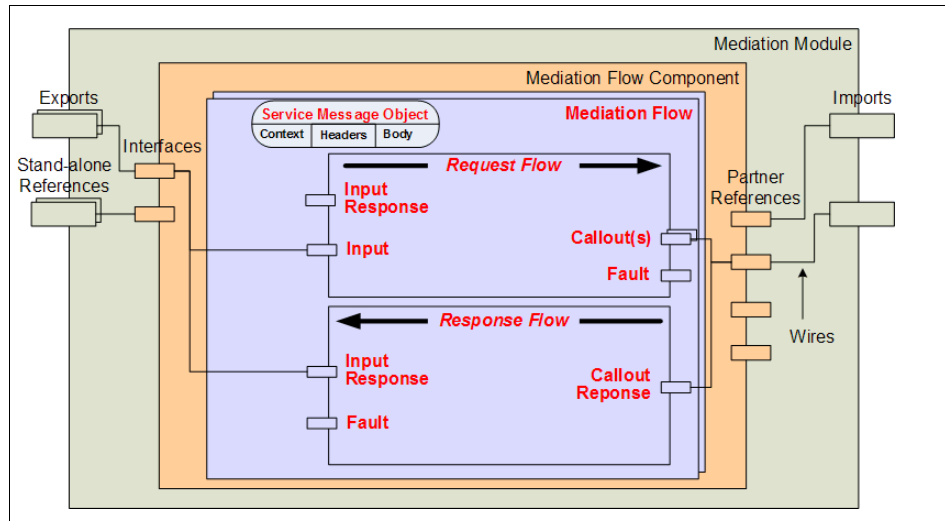 Mediation Module
Mediation Flow Component
Exports
Imports
Service Message Object
Mediation Flow
Context
Headers
Body
Interfaces
Stand-alone
References
Request Flow
Partner
References
Input
Response
Callout(s)
Input
Fault
Response Flow
Wires
Input
Response
Callout
Reponse
Fault